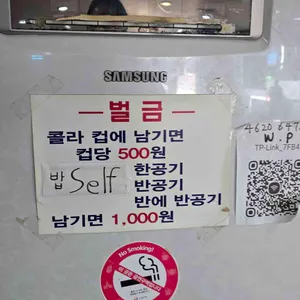 SAMSUNG
벌금
콜라 컵에 남기면
컵당 500원
밥 Self
한공기
반공기
반에 반공기
남기면 1,000원
W.P
No Smoking!